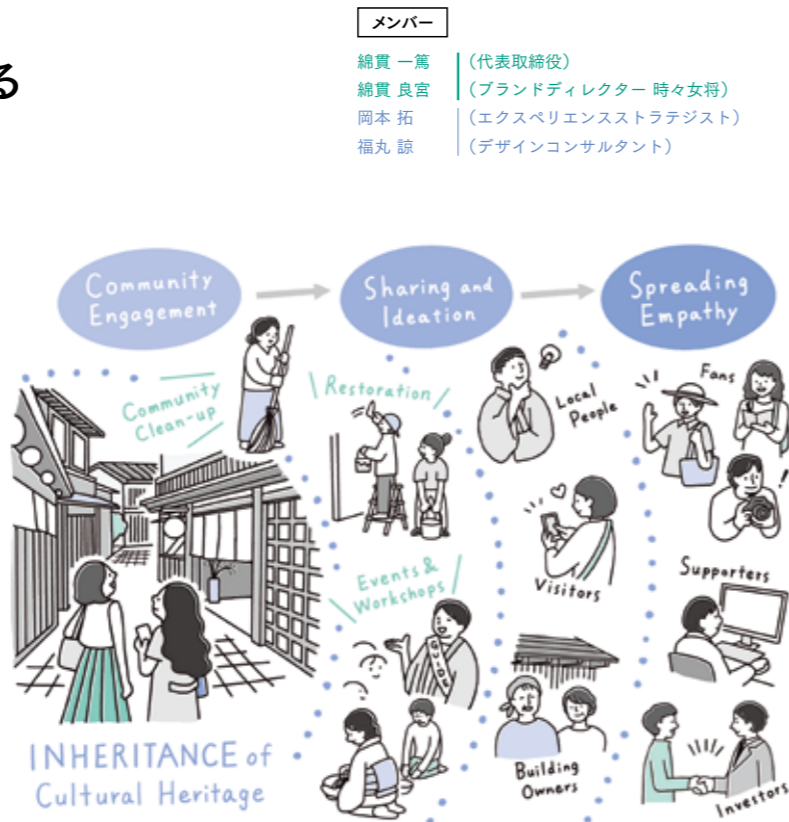 る
メンバー
綿貫 一篤 （代表取締役）
綿貫 良宮 （ブランドディレクター 時々女将）
岡本 拓 （エクスペリエンスストラテジスト）
福丸 諒 （デザインコンサルタント）
Community
Engagement
Sharing and
Ideation
Spreading
Empathy
Community
Clean-up
Restoration
Local
People
Fans
Events &
Workshops
GUIDE
Visitors
Supporters
Building
Owners
Investors
INHERITANCE of
Cultural Heritage